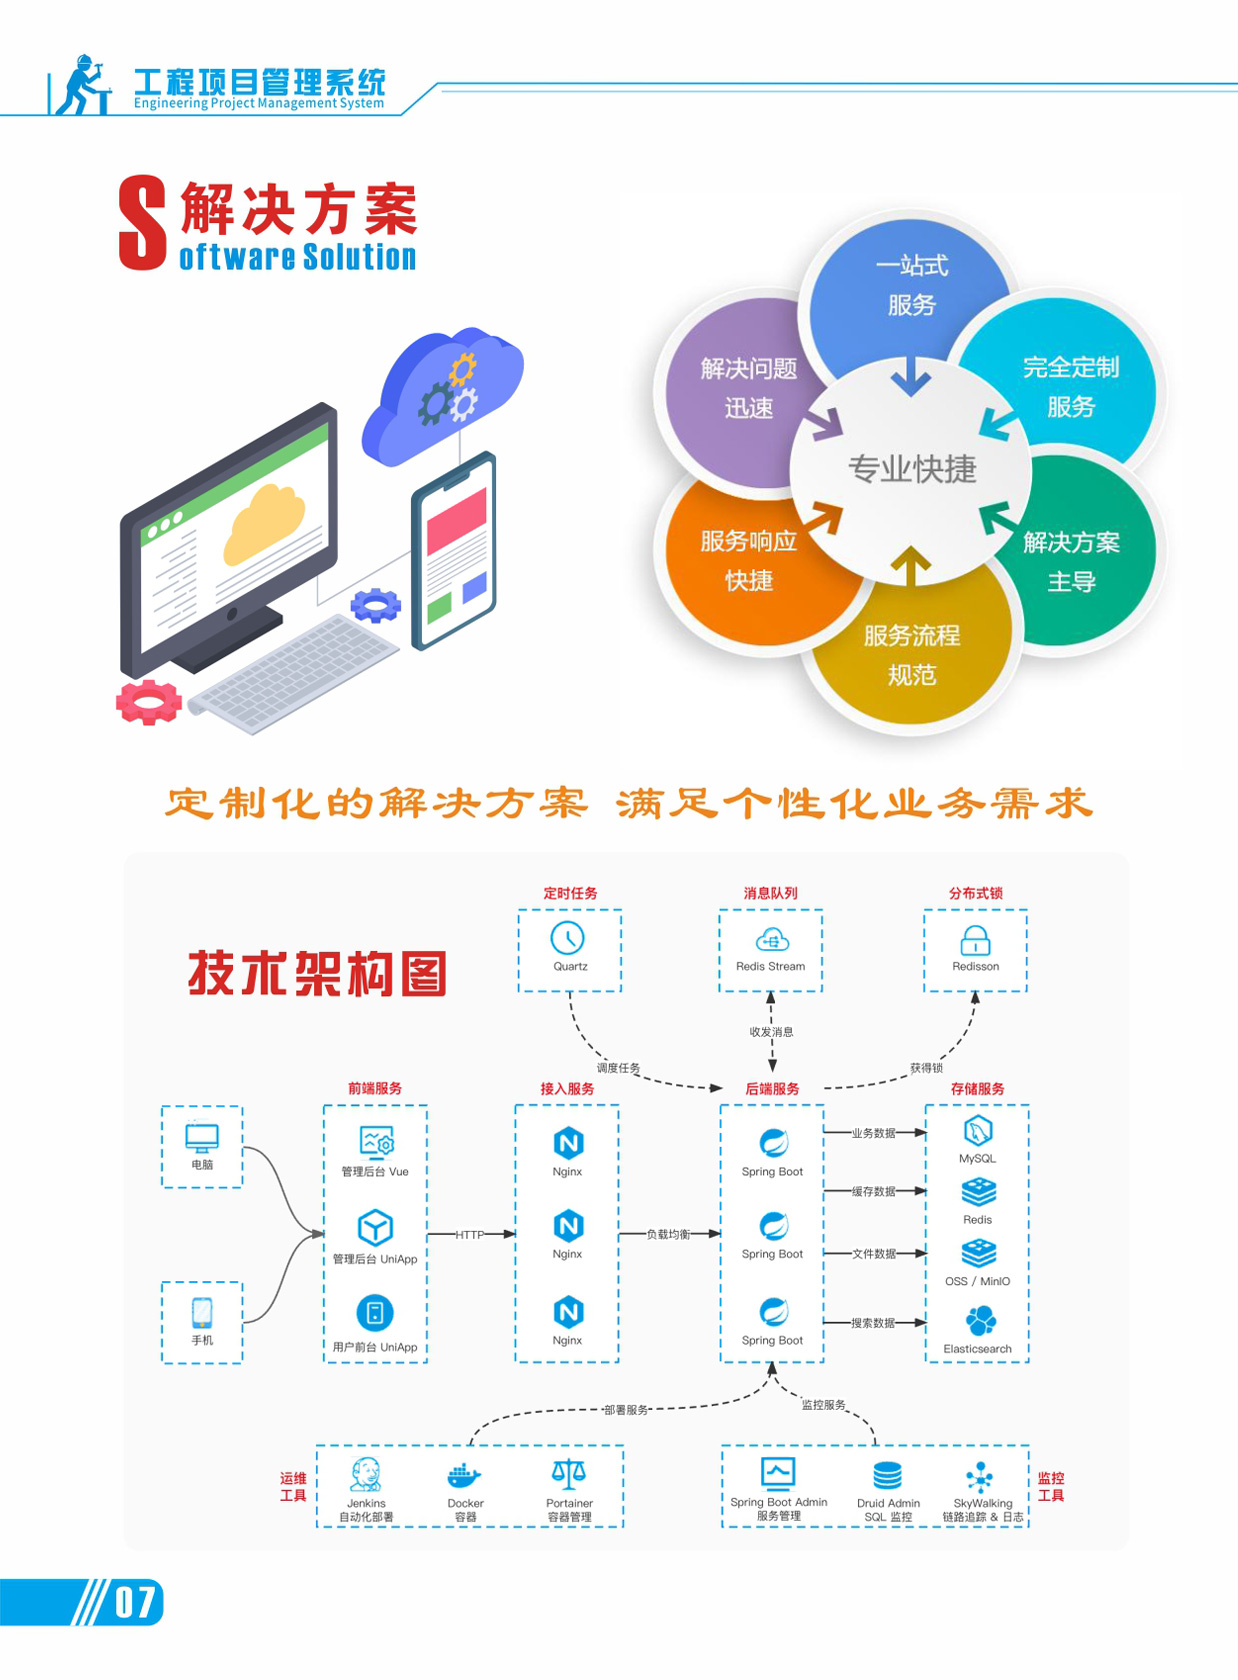 工程项目管理系统
Engineering Project Management System
S解决方案
oftware Solution
一站式
服务
完全定制
服务
解决方案
主导
服务流程
规范
服务响应
快捷
解决问题
迅速
专业快捷
定制化的解决方案 满足个性化业务需求
技术架构图
定时任务
Quartz
消息队列
Redis Stream
分布式锁
Redisson
调度任务
收发消息
获得锁
电脑
手机
前端服务
管理后台 Vue
管理后台 UniApp
用户前台 UniApp
HTTP
接入服务
Nginx
Nginx
Nginx
负载均衡
后端服务
Spring Boot
Spring Boot
Spring Boot
业务数据
缓存数据
文件数据
搜索数据
存储服务
MySQL
Redis
OSS / MinIO
Elasticsearch
部署服务
监控服务
运维
工具
Jenkins
自动化部署
Docker
容器
Portainer
容器管理
Spring Boot Admin
服务管理
Druid Admin
SQL 监控
SkyWalking
链路追踪 & 日志
监控
工具
07